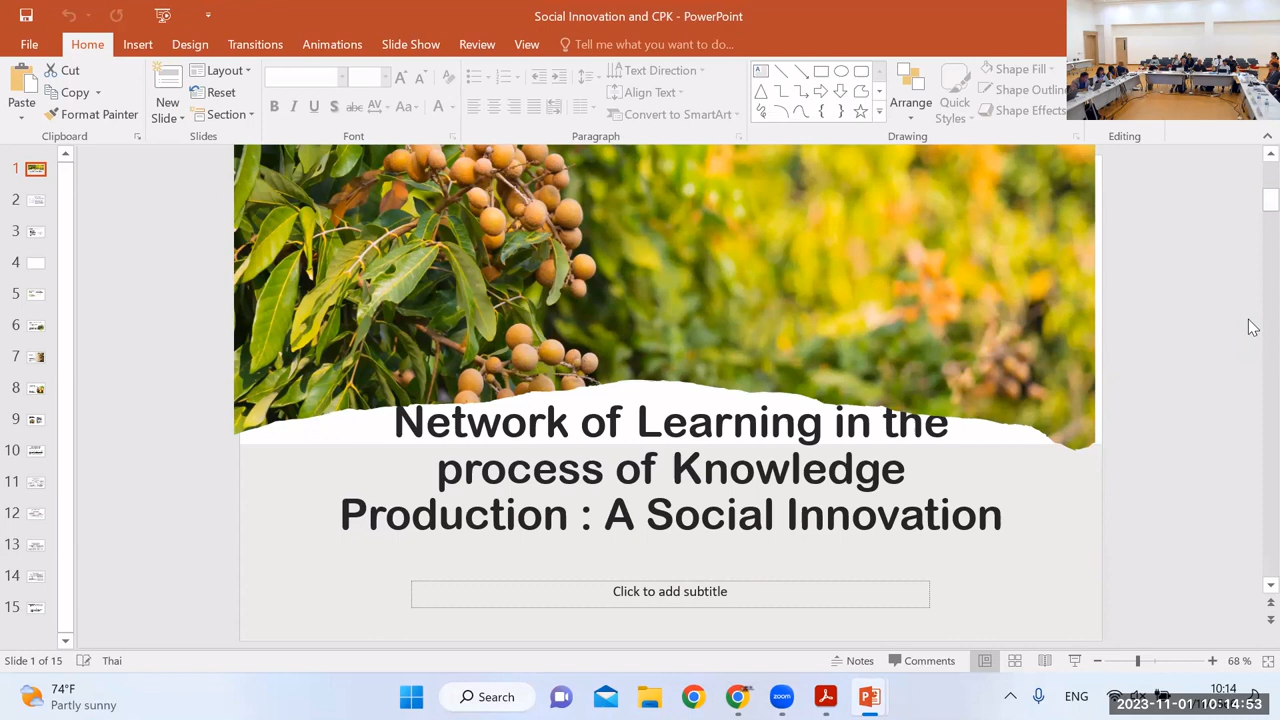 Social Innovation and CPK - PowerPoint
File Home Insert Design Transitions Animations Slide Show Review View Tell me what you want to do...
Paste
Cut
Copy
Format Painter
Clipboard
New Slide
Layout
Reset
Section
Slides
B I U S abc AV Aa A
Font
Text Direction
Align Text
Convert to SmartArt
Paragraph
Arrange
Quick Styles
Shape Fill
Shape Outlin
Shape Effects
Drawing
Editing
1
2
3
4
5
6
7
8
9
10
11
12
13
14
15
Network of Learning in the
process of Knowledge
Production : A Social Innovation
Click to add subtitle
Slide 1 of 15 Thai Notes Comments 68 %
74°F
Partly sunny
Search
zoom
ENG
10:14
2023-11-01 10:14:53